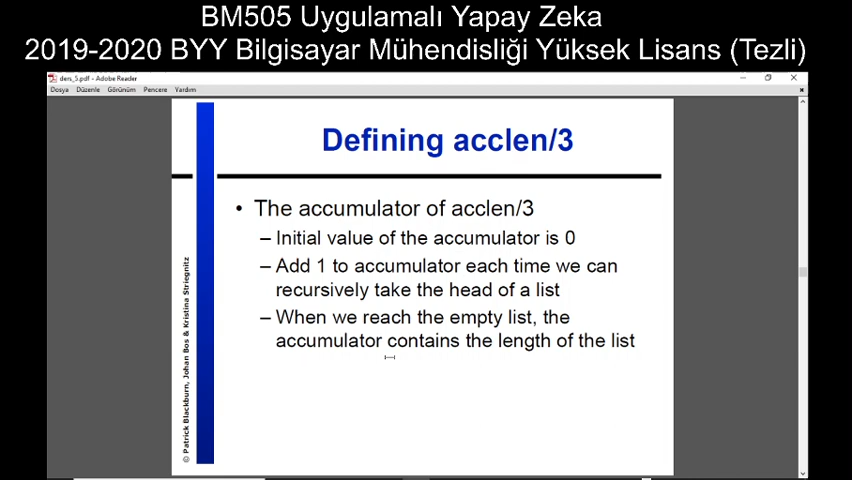 BM505 Uygulamalı Yapay Zeka
2019-2020 BYY Bilgisayar Mühendisliği Yüksek Lisans (Tezli)
ders_5.pdf - Adobe Reader
Dosya Düzenle Görünüm Pencere Yardım
Defining acclen/3
• The accumulator of acclen/3
– Initial value of the accumulator is 0
– Add 1 to accumulator each time we can
recursively take the head of a list
– When we reach the empty list, the
accumulator contains the length of the list
© Patrick Blackburn, Johan Bos & Kristina Striegnitz